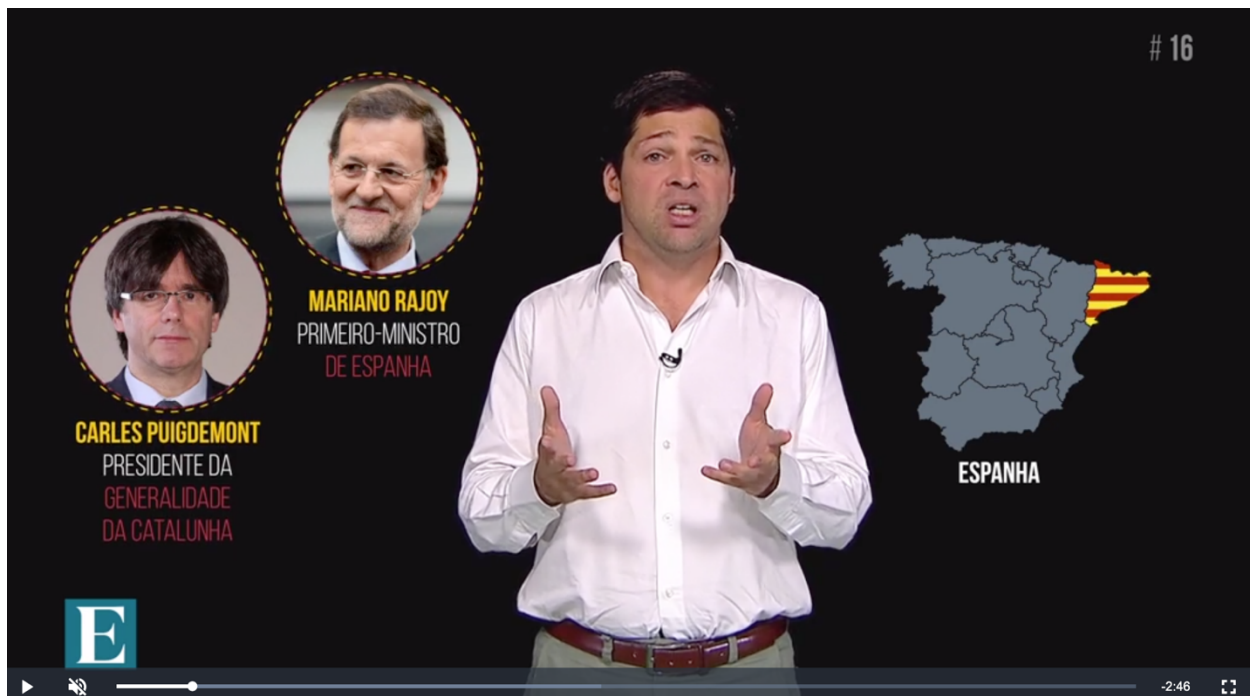 # 16
MARIANO RAJOY
PRIMEIRO-MINISTRO
DE ESPANHA
CARLES PUIGDEMONT
PRESIDENTE DA
GENERALIDADE
DA CATALUNHA
ESPANHA
E
-2:46